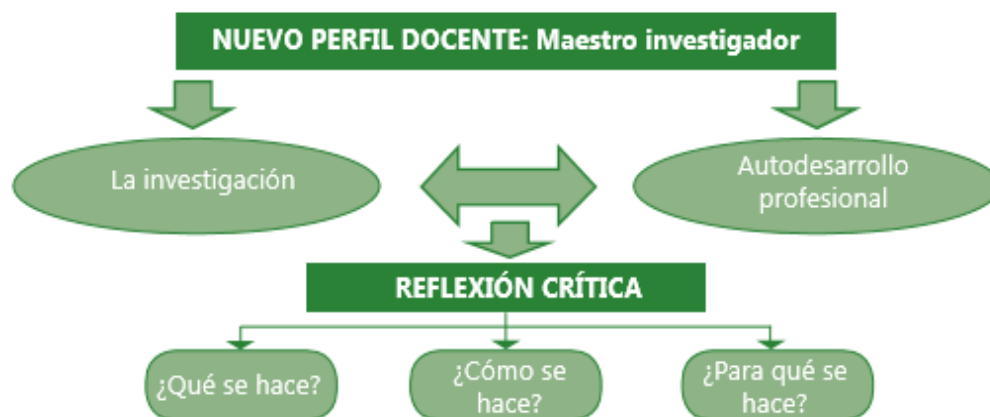 NUEVO PERFIL DOCENTE: Maestro investigador
La investigación
Autodesarrollo
profesional
REFLEXIÓN CRÍTICA
¿Qué se hace?
¿Cómo se
hace?
¿Para qué se
hace?